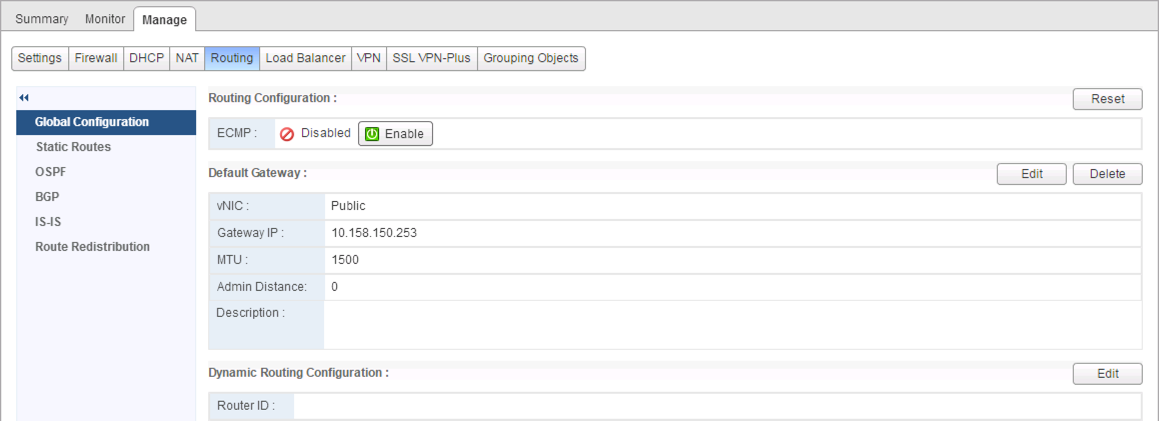 Summary Monitor Manage
Settings Firewall DHCP NAT Routing Load Balancer VPN SSL VPN-Plus Grouping Objects
Global Configuration
Static Routes
OSPF
BGP
IS-IS
Route Redistribution
Routing Configuration : Reset
ECMP : Disabled Enable
Default Gateway : Edit Delete
vNIC : Public
Gateway IP : 10.158.150.253
MTU : 1500
Admin Distance: 0
Description :
Dynamic Routing Configuration : Edit
Router ID :